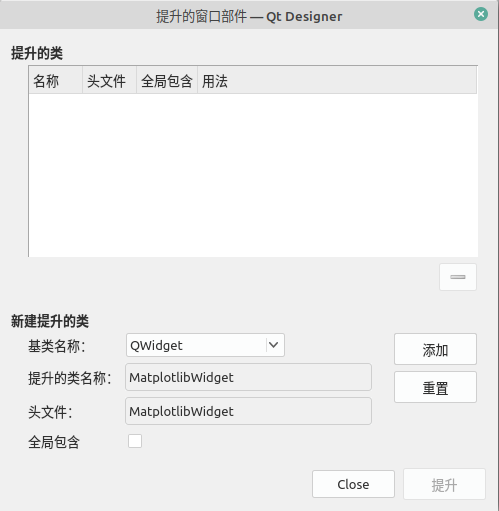 提升的窗口部件 — Qt Designer
提升的类
名称 头文件 全局包含 用法
新建提升的类
基类名称： QWidget 添加
提升的类名称： MatplotlibWidget 重置
头文件： MatplotlibWidget
全局包含
Close 提升